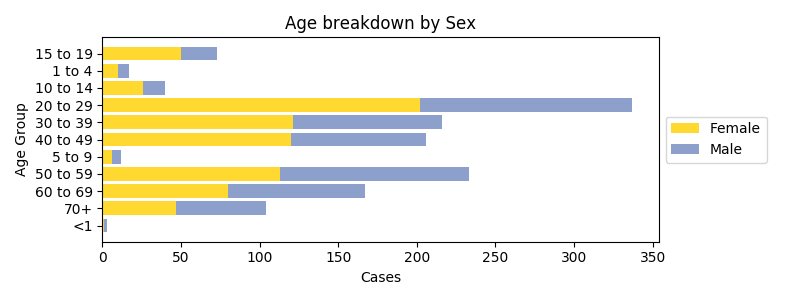 Age breakdown by Sex
Age Group
15 to 19
1 to 4
10 to 14
20 to 29
30 to 39
40 to 49
5 to 9
50 to 59
60 to 69
70+
<1
0 50 100 150 200 250 300 350
Cases
Female
Male